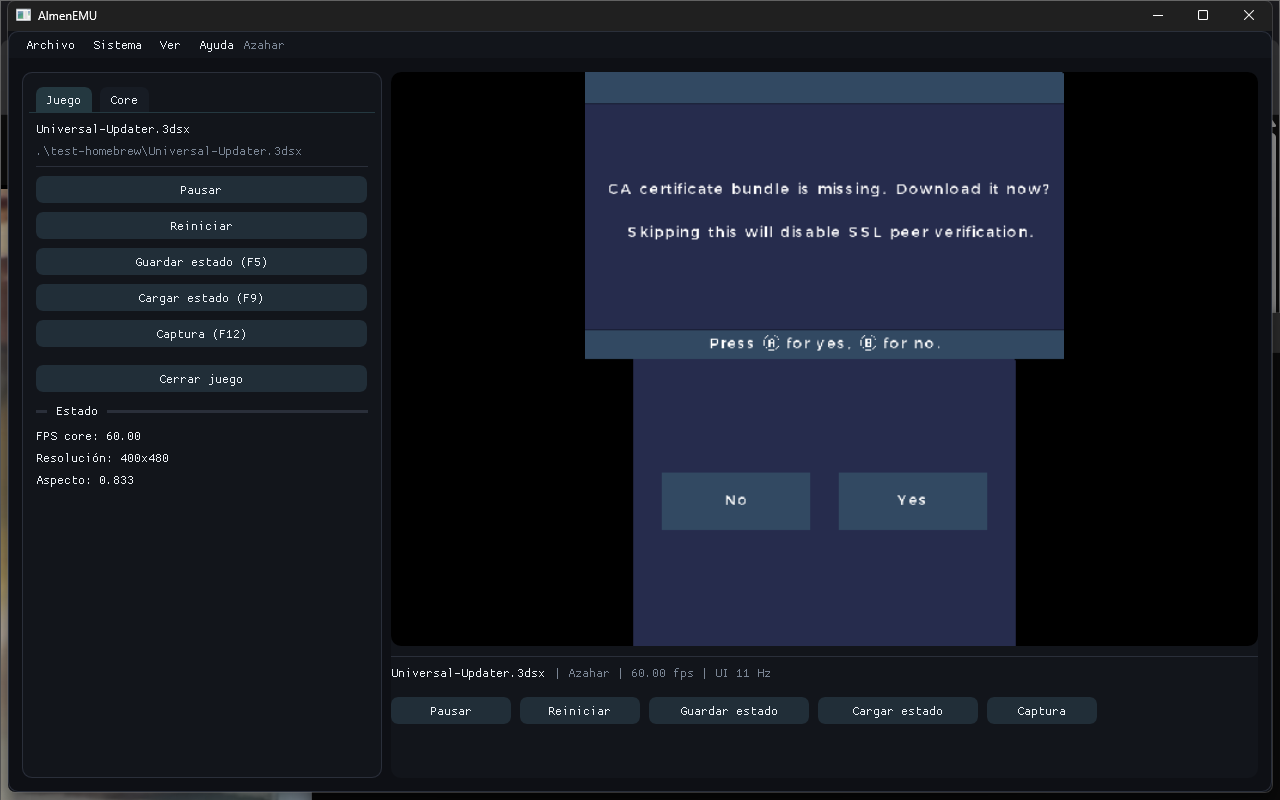 AlmenEMU
Archivo Sistema Ver Ayuda Azahar
Juego Core
Universal-Updater.3dsx
.\test-homebrew\Universal-Updater.3dsx
Pausar
Reiniciar
Guardar estado (F5)
Cargar estado (F9)
Captura (F12)
Cerrar juego
Estado
FPS core: 60.00
Resolución: 400x480
Aspecto: 0.833
CA certificate bundle is missing. Download it now?
Skipping this will disable SSL peer verification.
Press Ⓐ for yes, Ⓑ for no.
No Yes
Universal-Updater.3dsx | Azahar | 60.00 fps | UI 11 Hz
Pausar Reiniciar Guardar estado Cargar estado Captura